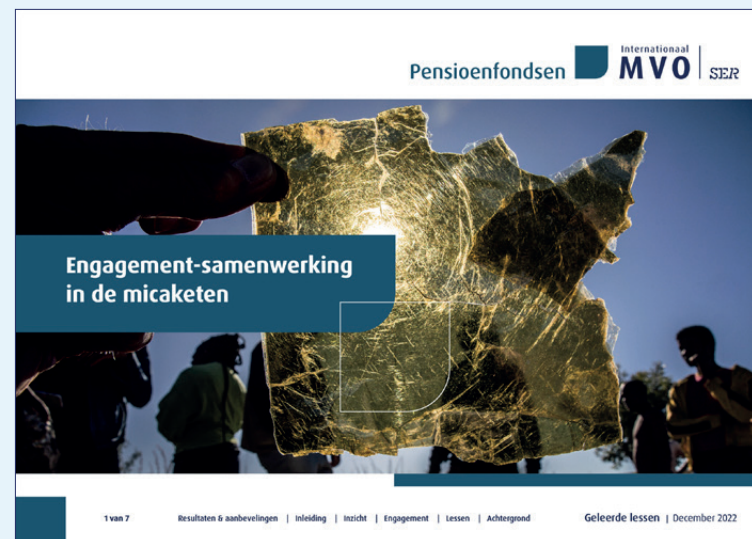 Pensioenfondsen
Internationaal
MVO
SER
Engagement-samenwerking
in de micaketen
1 van 7
Resultaten & aanbevelingen | Inleiding | Inzicht | Engagement | Lessen | Achtergrond
Geleerde lessen | December 2022